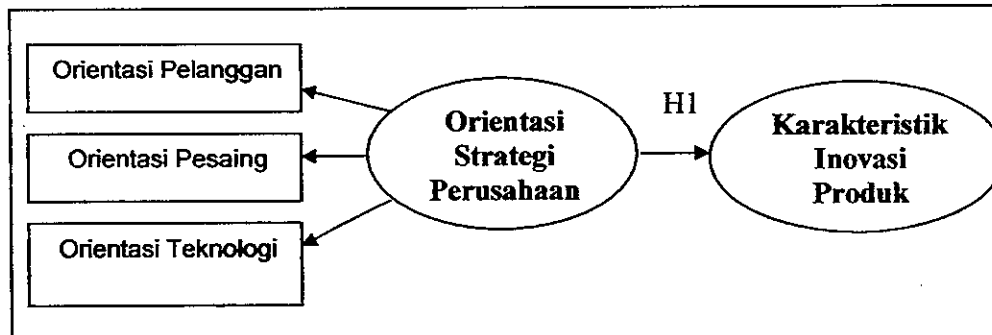 Orientasi Pelanggan
Orientasi Pesaing
Orientasi Teknologi
Orientasi
Strategi
Perusahaan
H1
Karakteristik
Inovasi
Produk